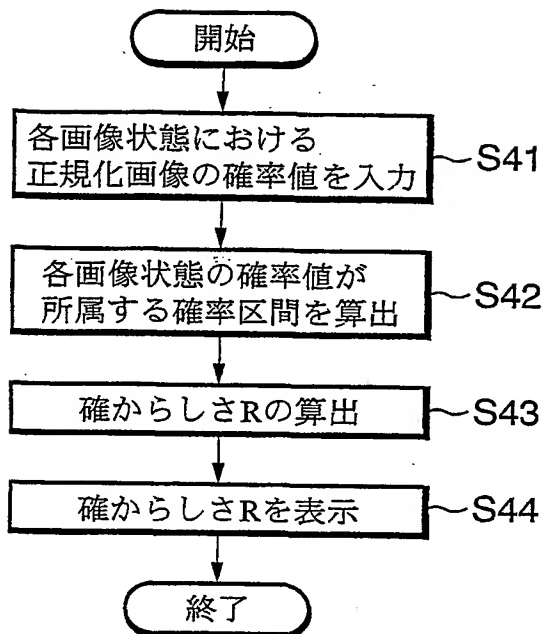 開始
各画像状態における
正規化画像の確率値を入力
S41
各画像状態の確率値が
所属する確率区間を算出
S42
確からしさRの算出
S43
確からしさRを表示
S44
終了